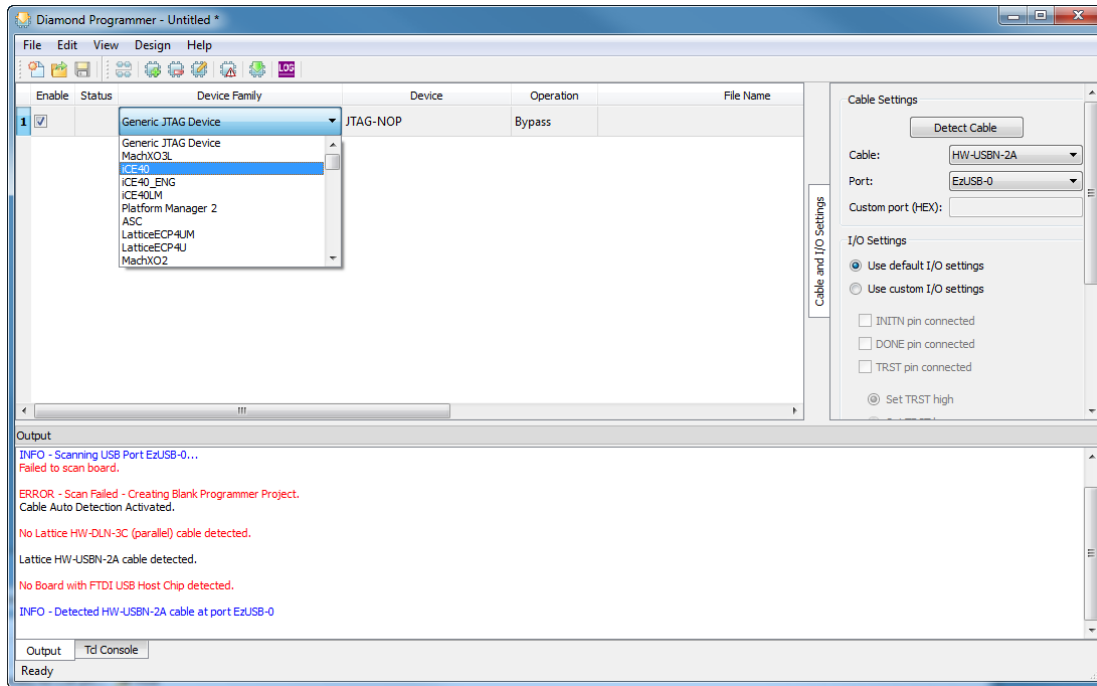 Diamond Programmer - Untitled *
File Edit View Design Help
LOG
Enable Status Device Family Device Operation File Name
1 Generic JTAG Device JTAG-NOP Bypass
Generic JTAG Device
MachXO3L
iCE40
iCE40_ENG
iCE40LM
Platform Manager 2
ASC
LatticeECP4UM
LatticeECP4U
MachXO2
Cable and I/O Settings
Cable Settings
Detect Cable
Cable: HW-USBN-2A
Port: EzUSB-0
Custom port (HEX):
I/O Settings
Use default I/O settings
Use custom I/O settings
INITN pin connected
DONE pin connected
TRST pin connected
Set TRST high
Output
INFO - Scanning USB Port EzUSB-0...
Failed to scan board.
ERROR - Scan Failed - Creating Blank Programmer Project.
Cable Auto Detection Activated.
No Lattice HW-DLN-3C (parallel) cable detected.
Lattice HW-USBN-2A cable detected.
No Board with FTDI USB Host Chip detected.
INFO - Detected HW-USBN-2A cable at port EzUSB-0
Output Tcl Console
Ready